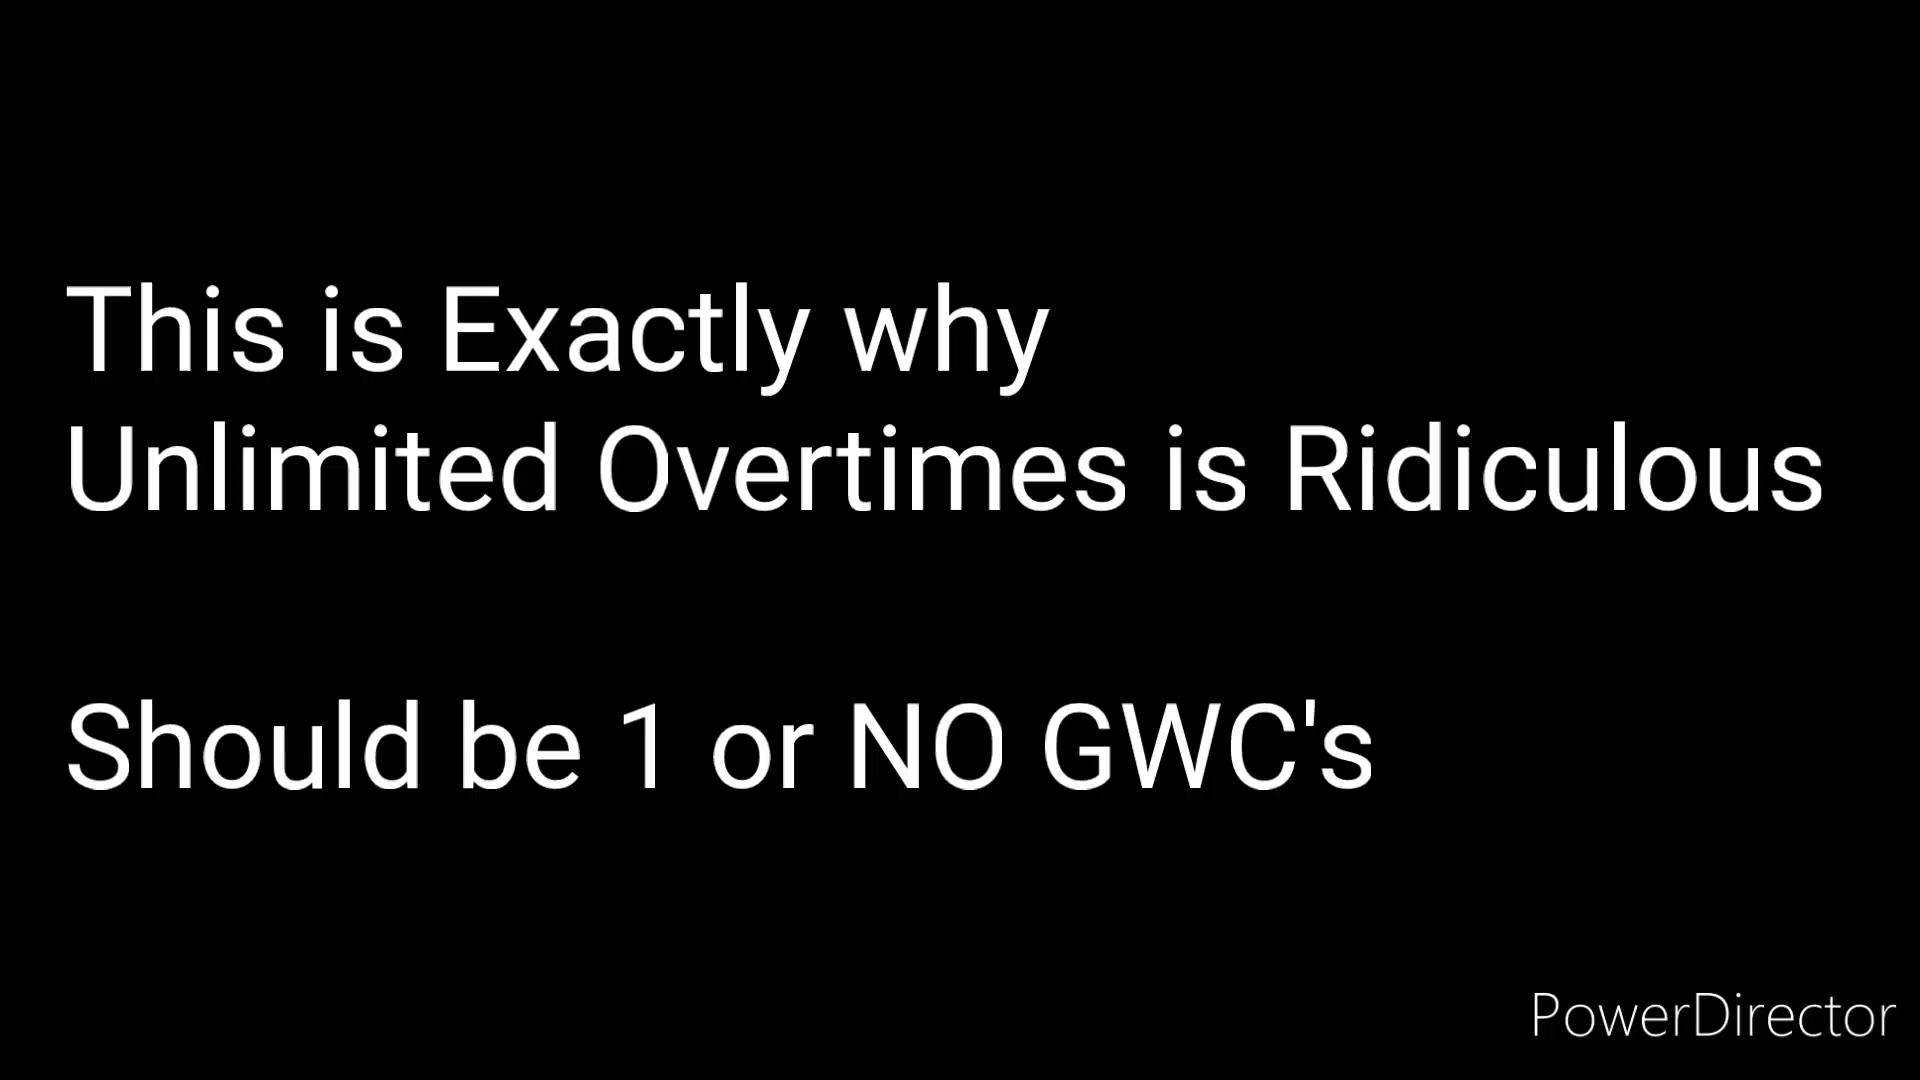 This is Exactly why
Unlimited Overtimes is Ridiculous
Should be 1 or NO GWC's
PowerDirector